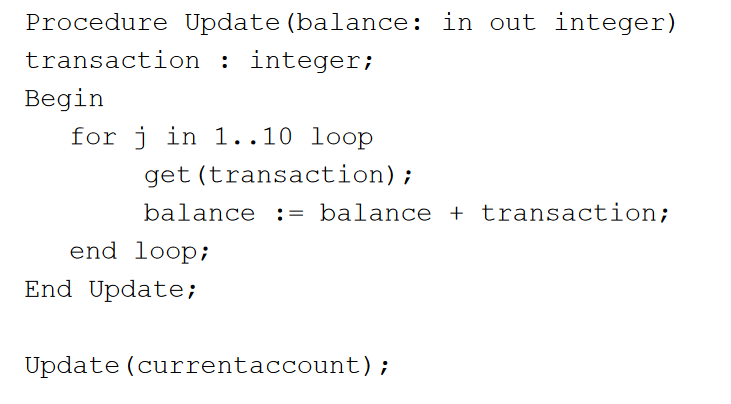 Procedure Update(balance: in out integer)
transaction : integer;
Begin
for j in 1..10 loop
get(transaction);
balance := balance + transaction;
end loop;
End Update;
Update(currentaccount);